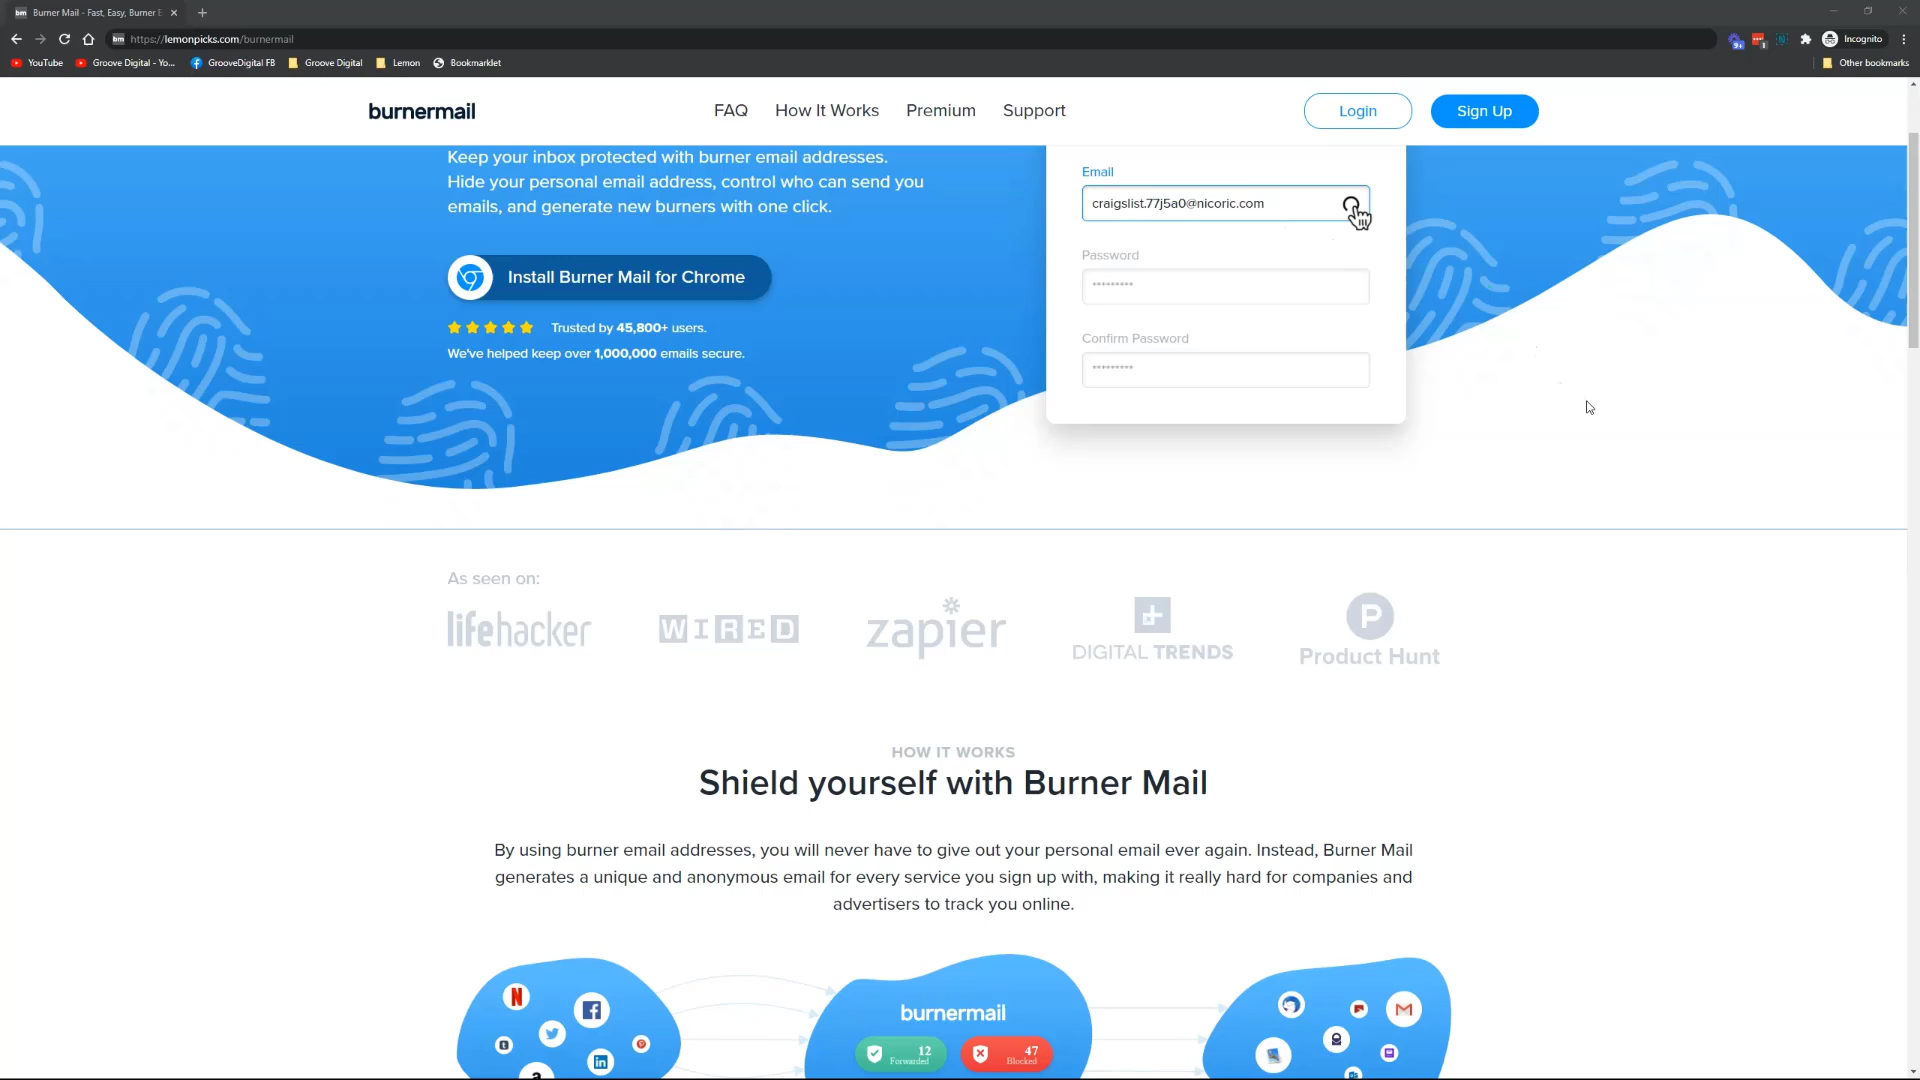 bm Burner Mail - Fast, Easy, Burner E
bm https://lemonpicks.com/burnermail
9+
1
Incognito
YouTube
Groove Digital - Yo...
GrooveDigital FB
Groove Digital
Lemon
Bookmarklet
Other bookmarks
burnermail
FAQ
How It Works
Premium
Support
Login
Sign Up
Keep your inbox protected with burner email addresses.
Hide your personal email address, control who can send you
emails, and generate new burners with one click.
Install Burner Mail for Chrome
Trusted by 45,800+ users.
We've helped keep over 1,000,000 emails secure.
Email
craigslist.77j5a0@nicoric.com
Password
*********
Confirm Password
*********
As seen on:
lifehacker
WIRED
zapier
DIGITAL TRENDS
Product Hunt
HOW IT WORKS
Shield yourself with Burner Mail
By using burner email addresses, you will never have to give out your personal email ever again. Instead, Burner Mail
generates a unique and anonymous email for every service you sign up with, making it really hard for companies and
advertisers to track you online.
burnermail
12
Forwarded
47
Blocked